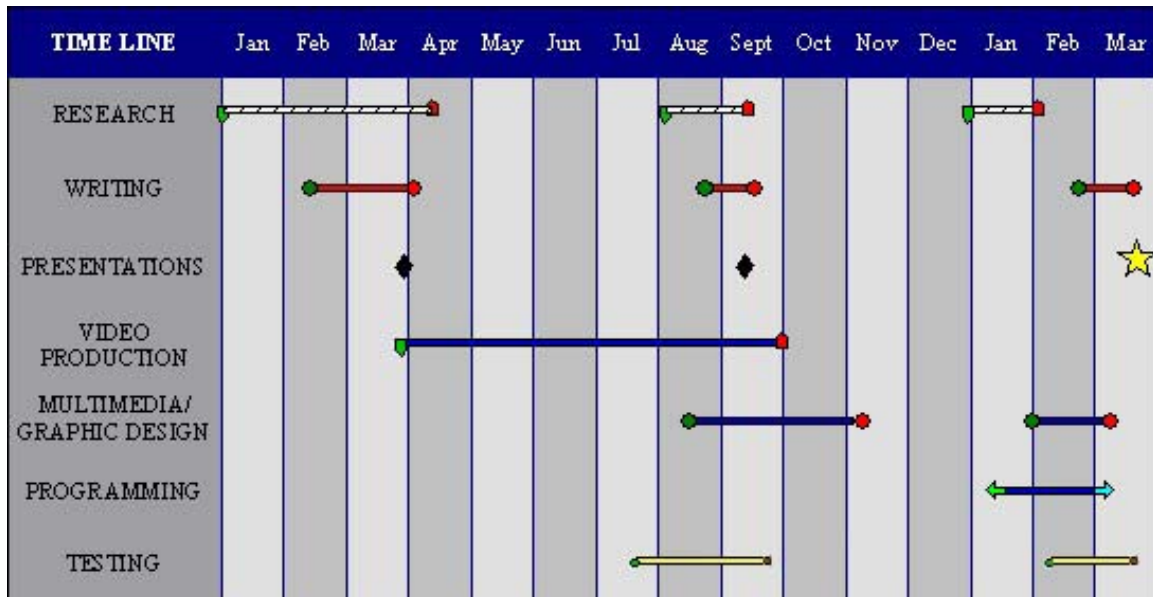 TIME LINE Jan Feb Mar Apr May Jun Jul Aug Sept Oct Nov Dec Jan Feb Mar
RESEARCH
WRITING
PRESENTATIONS
VIDEO
PRODUCTION
MULTIMEDIA/
GRAPHIC DESIGN
PROGRAMMING
TESTING